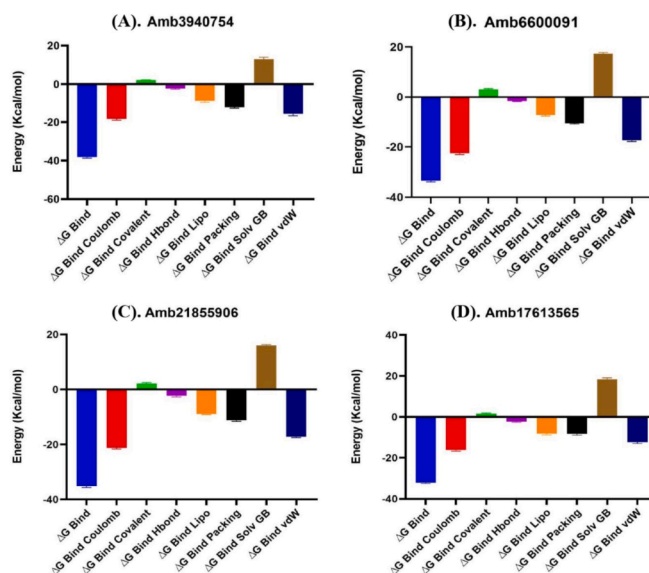 (A). Amb3940754
Energy (Kcal/mol)
20
0
-20
-40
-60
ΔG Bind
ΔG Bind Coulomb
ΔG Bind Covalent
ΔG Bind Hbond
ΔG Bind Lipo
ΔG Bind Packing
ΔG Bind Solv GB
ΔG Bind vdW
(B). Amb6600091
Energy (Kcal/mol)
20
0
-20
-40
ΔG Bind
ΔG Bind Coulomb
ΔG Bind Covalent
ΔG Bind Hbond
ΔG Bind Lipo
ΔG Bind Packing
ΔG Bind Solv GB
ΔG Bind vdW
(C). Amb21855906
Energy (Kcal/mol)
20
0
-20
-40
ΔG Bind
ΔG Bind Coulomb
ΔG Bind Covalent
ΔG Bind Hbond
ΔG Bind Lipo
ΔG Bind Packing
ΔG Bind Solv GB
ΔG Bind vdW
(D). Amb17613565
Energy (Kcal/mol)
40
20
0
-20
-40
ΔG Bind
ΔG Bind Coulomb
ΔG Bind Covalent
ΔG Bind Hbond
ΔG Bind Lipo
ΔG Bind Packing
ΔG Bind Solv GB
ΔG Bind vdW